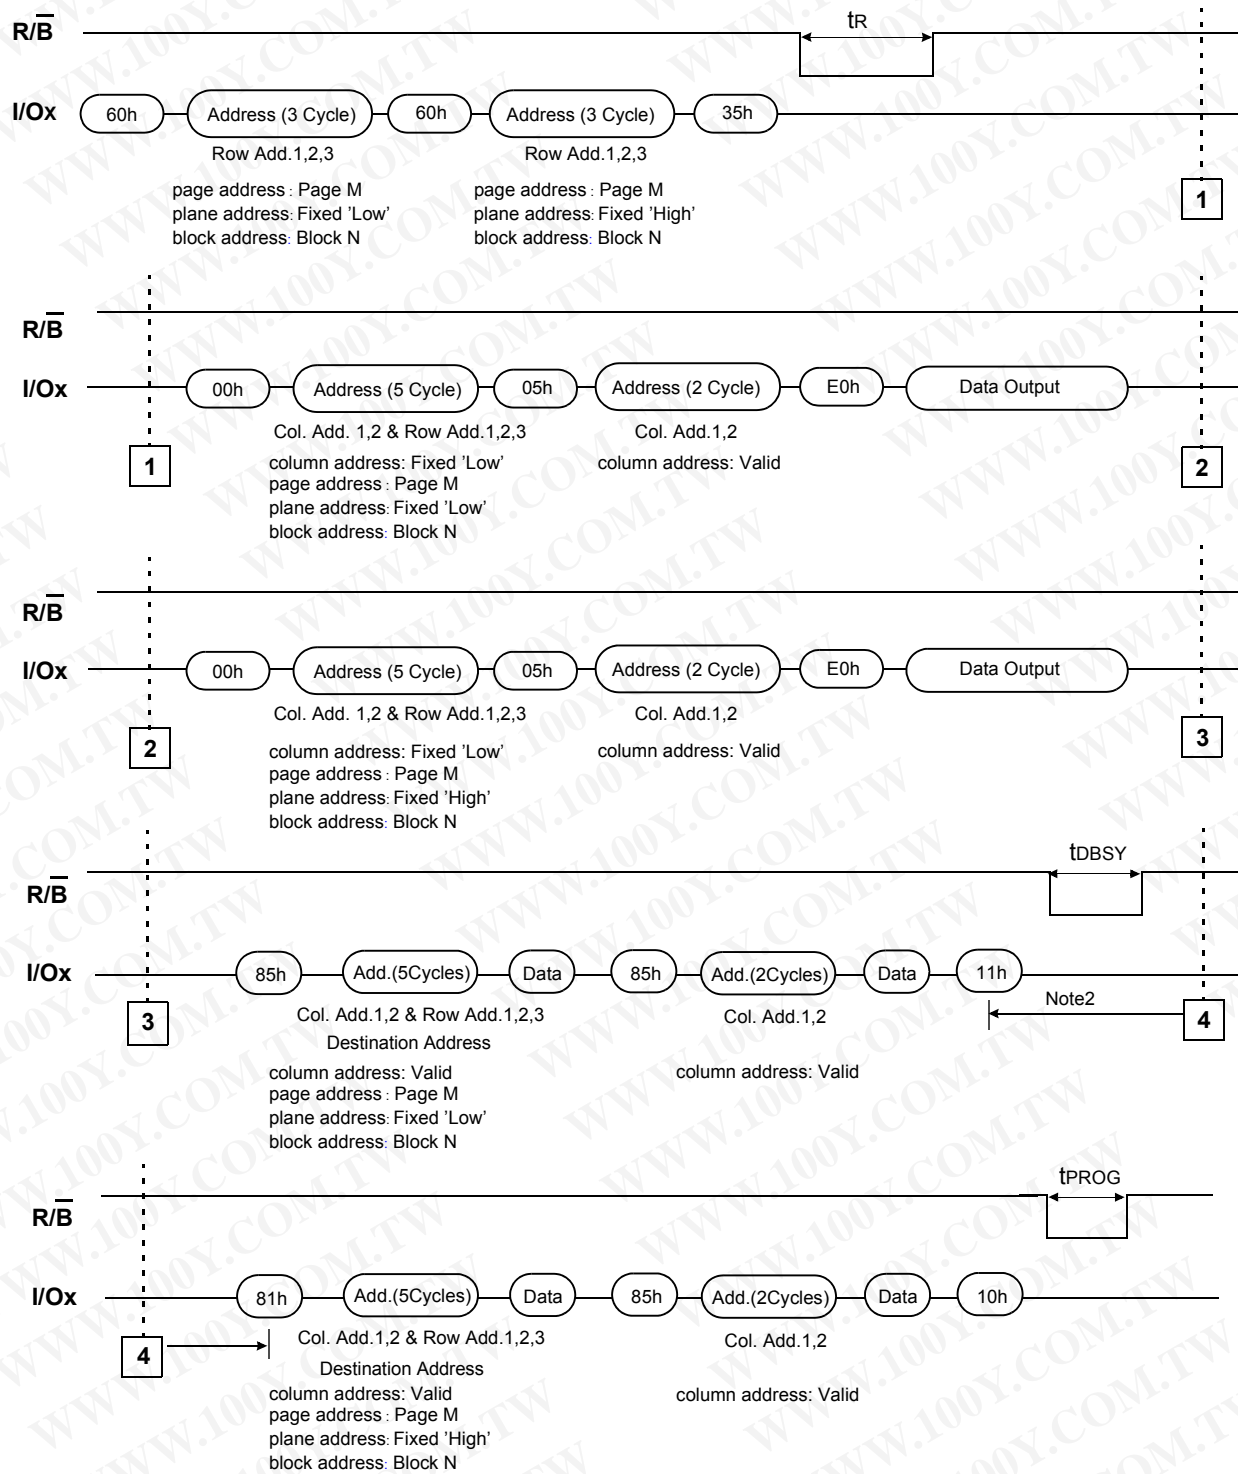 R/B tR
I/Ox 60h Address (3 Cycle) 60h Address (3 Cycle) 35h
Row Add.1,2,3 Row Add.1,2,3
page address : Page M page address : Page M
plane address: Fixed 'Low' plane address: Fixed 'High'
block address: Block N block address: Block N
1
R/B
I/Ox 00h Address (5 Cycle) 05h Address (2 Cycle) E0h Data Output
Col. Add. 1,2 & Row Add.1,2,3 Col. Add.1,2
column address: Fixed 'Low' column address: Valid
page address : Page M
plane address: Fixed 'Low'
block address: Block N
1 2
R/B
I/Ox 00h Address (5 Cycle) 05h Address (2 Cycle) E0h Data Output
Col. Add. 1,2 & Row Add.1,2,3 Col. Add.1,2
column address: Fixed 'Low' column address: Valid
page address : Page M
plane address: Fixed 'High'
block address: Block N
2 3
R/B tDBSY
I/Ox 85h Add.(5Cycles) Data 85h Add.(2Cycles) Data 11h
Note2
Col. Add.1,2 & Row Add.1,2,3 Col. Add.1,2
Destination Address
column address: Valid column address: Valid
page address : Page M
plane address: Fixed 'Low'
block address: Block N
3 4
R/B tPROG
I/Ox 81h Add.(5Cycles) Data 85h Add.(2Cycles) Data 10h
Col. Add.1,2 & Row Add.1,2,3 Col. Add.1,2
4
Destination Address
column address: Valid column address: Valid
page address : Page M
plane address: Fixed 'High'
block address: Block N
WWW.100Y.COM.TW